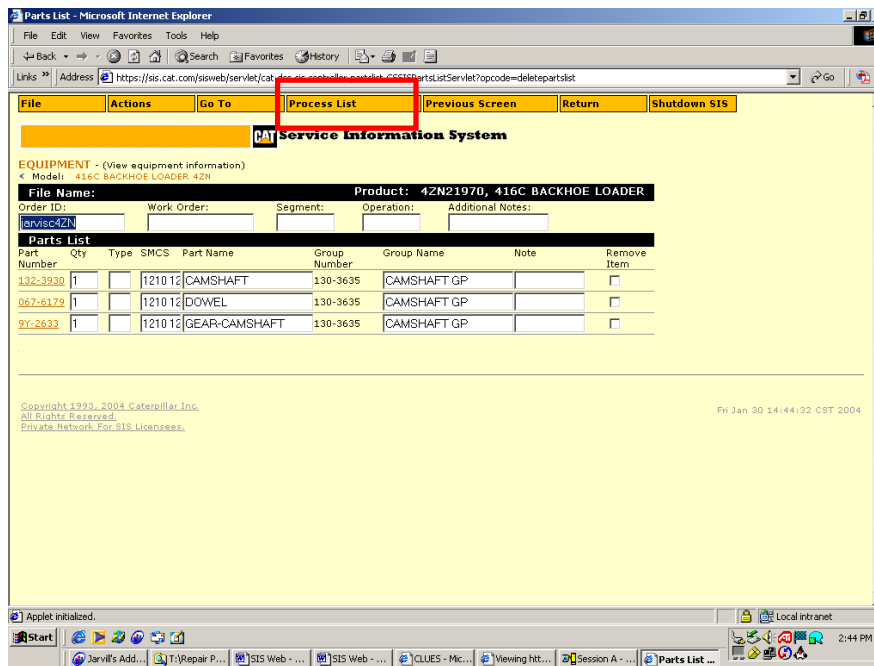 Parts List - Microsoft Internet Explorer
File Edit View Favorites Tools Help
Back Search Favorites History
Links » Address https://sis.cat.com/sisweb/servlet/cat. Go
File Actions Go To Process List Previous Screen Return Shutdown SIS
CAT Service Information System
EQUIPMENT - (View equipment information)
< Model: 416C BACKHOE LOADER 4ZN
File Name: Product: 4ZN21970, 416C BACKHOE LOADER
Order ID: Work Order: Segment: Operation: Additional Notes:
jarvisc4ZN
Parts List
Part Number Qty Type SMCS Part Name Group Number Group Name Note Remove Item
132-3930 1 1210 12 CAMSHAFT 130-3635 CAMSHAFT GP
067-6179 1 1210 12 DOWEL 130-3635 CAMSHAFT GP
9Y-2633 1 1210 12 GEAR-CAMSHAFT 130-3635 CAMSHAFT GP
Copyright 1993, 2004 Caterpillar Inc.
All Rights Reserved.
Private Network For SIS Licensees.
Fri Jan 30 14:44:32 CST 2004
Applet initialized. Local intranet
Start 2:44 PM
Jarvil's Add... T:\Repair P... SIS Web - ... SIS Web - ... CLUES - Mic... Viewing htt... Session A - ... Parts List ...